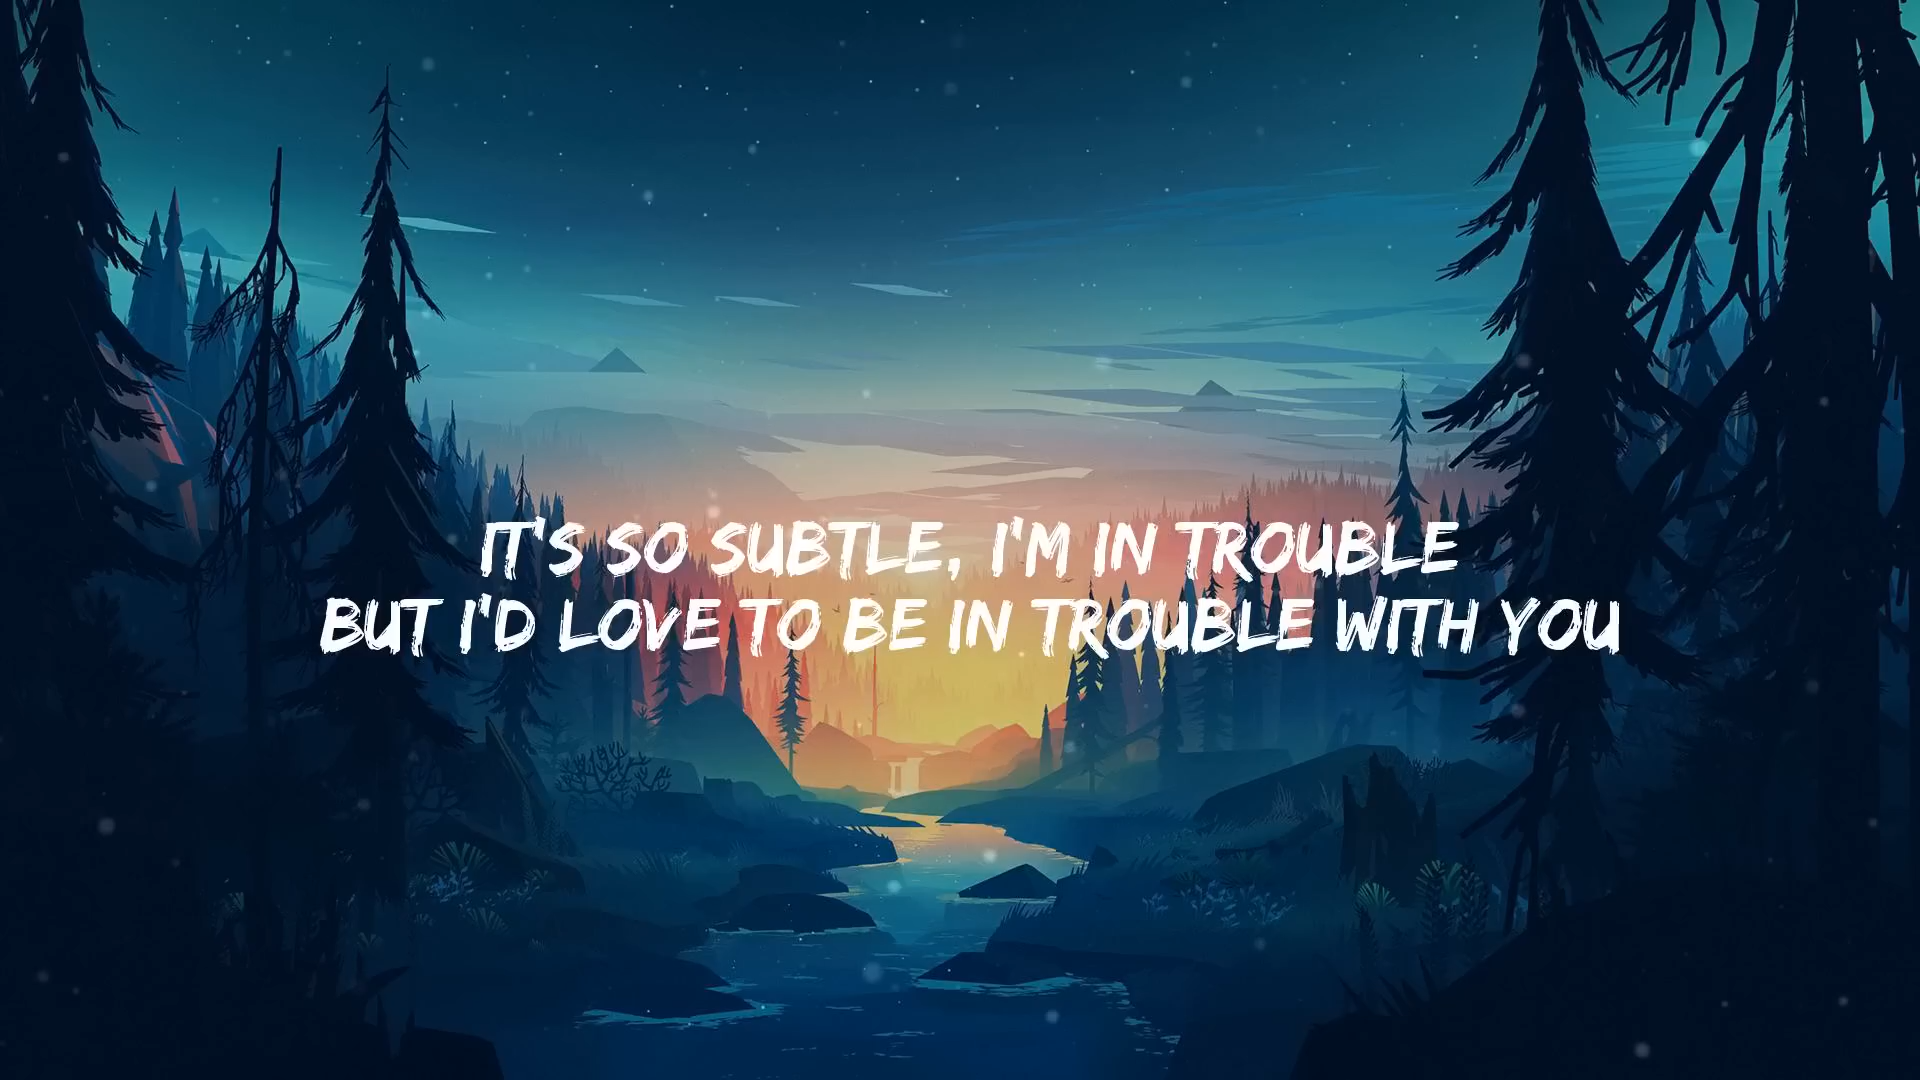 IT'S SO SUBTLE, I'M IN TROUBLE
BUT I'D LOVE TO BE IN TROUBLE WITH YOU